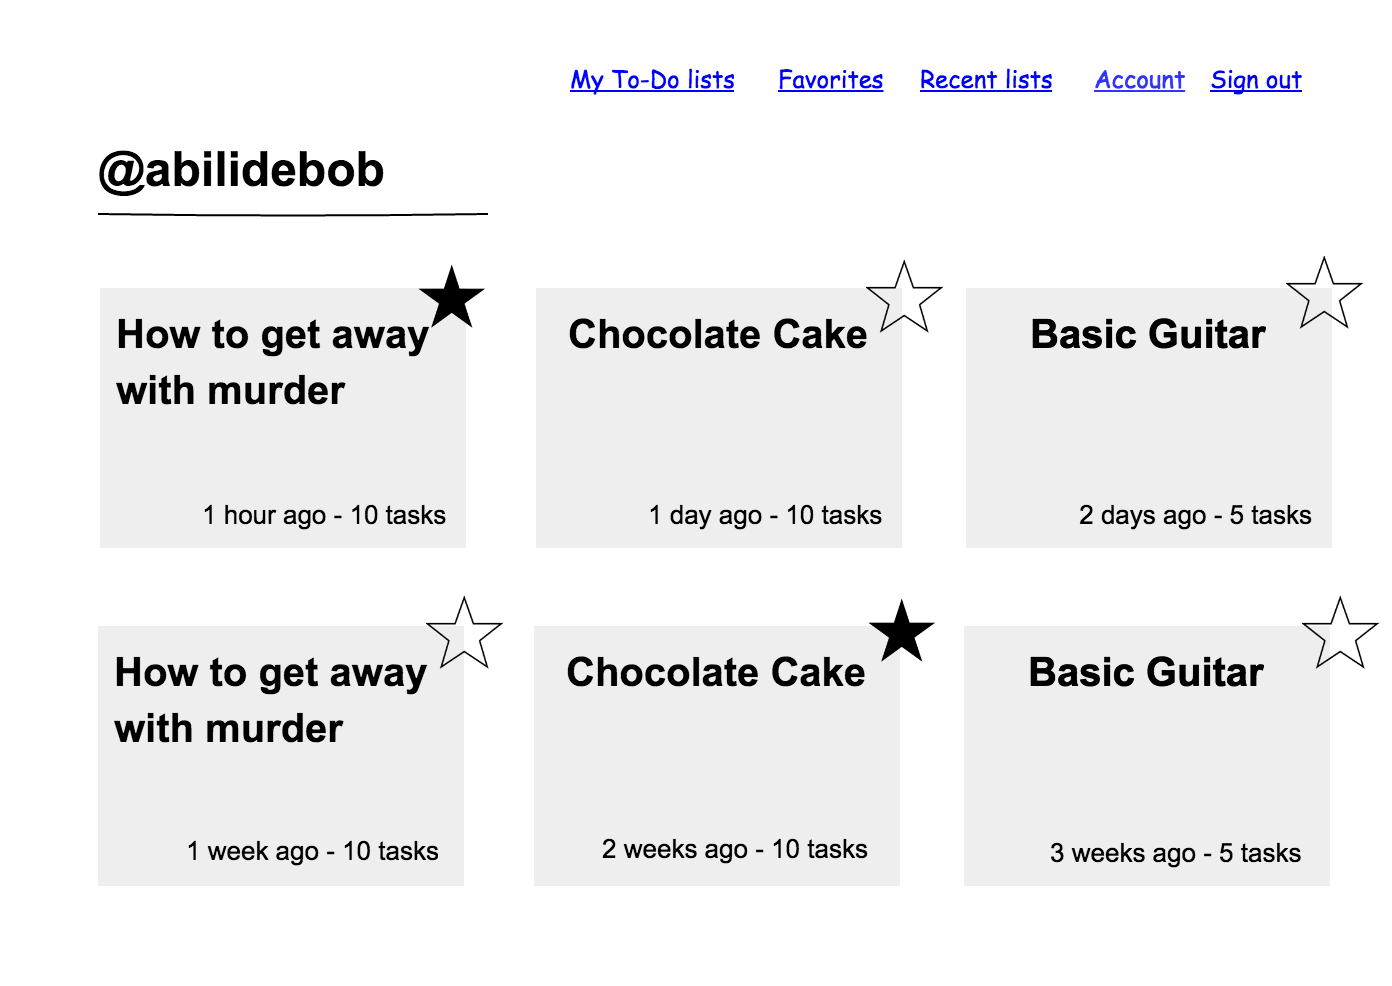 My To-Do lists Favorites Recent lists Account Sign out
@abilidebob
How to get away
with murder
1 hour ago - 10 tasks
Chocolate Cake
1 day ago - 10 tasks
Basic Guitar
2 days ago - 5 tasks
How to get away
with murder
1 week ago - 10 tasks
Chocolate Cake
2 weeks ago - 10 tasks
Basic Guitar
3 weeks ago - 5 tasks